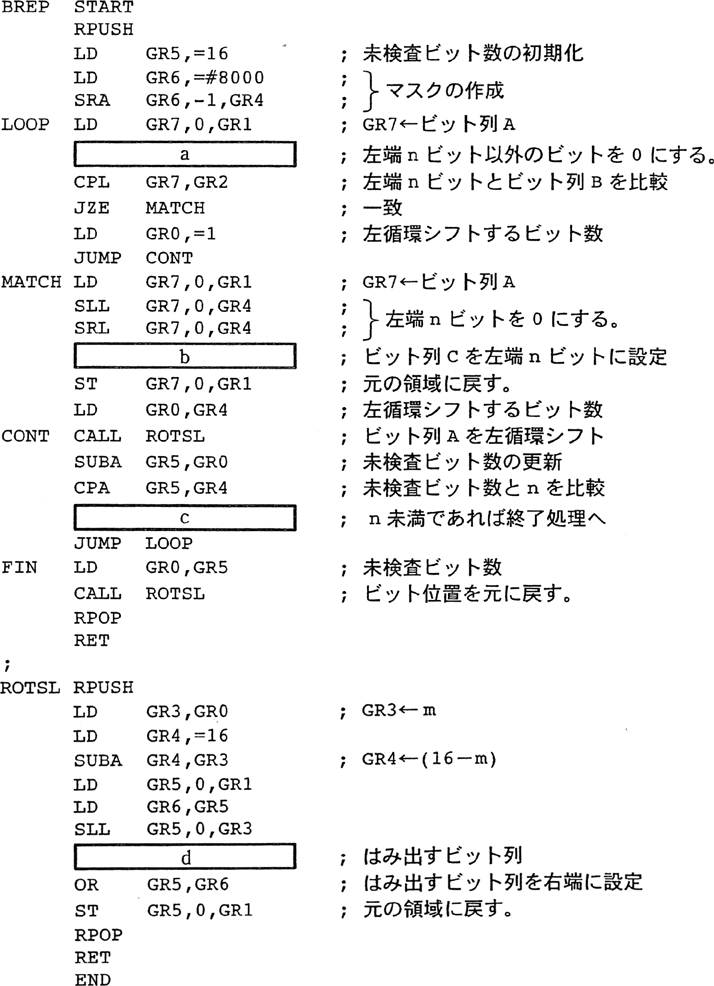 BREP START
RPUSH
LD GR5,=16 ; 未検査ビット数の初期化
LD GR6,=#8000 ;
SRA GR6,-1,GR4 ; マスクの作成
LOOP LD GR7,0,GR1 ; GR7←ビット列A
a ; 左端nビット以外のビットを0にする。
CPL GR7,GR2 ; 左端nビットとビット列Bを比較
JZE MATCH ; 一致
LD GR0,=1 ; 左循環シフトするビット数
JUMP CONT
MATCH LD GR7,0,GR1 ; GR7←ビット列A
SLL GR7,0,GR4 ;
SRL GR7,0,GR4 ; 左端nビットを0にする。
b ; ビット列Cを左端nビットに設定
ST GR7,0,GR1 ; 元の領域に戻す。
LD GR0,GR4 ; 左循環シフトするビット数
CONT CALL ROTSL ; ビット列Aを左循環シフト
SUBA GR5,GR0 ; 未検査ビット数の更新
CPA GR5,GR4 ; 未検査ビット数とnを比較
c ; n未満であれば終了処理へ
JUMP LOOP
FIN LD GR0,GR5 ; 未検査ビット数
CALL ROTSL ; ビット位置を元に戻す。
RPOP
RET
;
ROTSL RPUSH
LD GR3,GR0 ; GR3←m
LD GR4,=16
SUBA GR4,GR3 ; GR4←(16-m)
LD GR5,0,GR1
LD GR6,GR5
SLL GR5,0,GR3
d ; はみ出すビット列
OR GR5,GR6 ; はみ出すビット列を右端に設定
ST GR5,0,GR1 ; 元の領域に戻す。
RPOP
RET
END